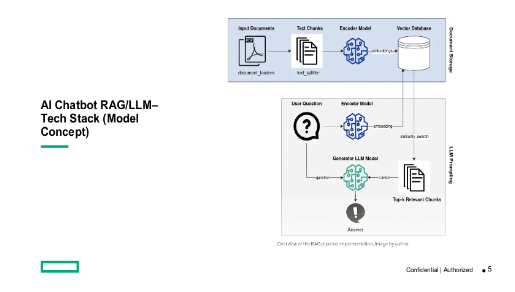 AI Chatbot RAG/LLM–
Tech Stack (Model
Concept)
Input Documents
Text Chunks
Encoder Model
Vector Database
document_loaders
text_splitter
embeddings
Document Storage
User Question
Encoder Model
embedding
similarity_search
Generator LLM Model
question
context
Top-k Relevant Chunks
Answer
LLM Prompting
Overview of the RAG pipeline implementation. Image by author
Confidential | Authorized
5